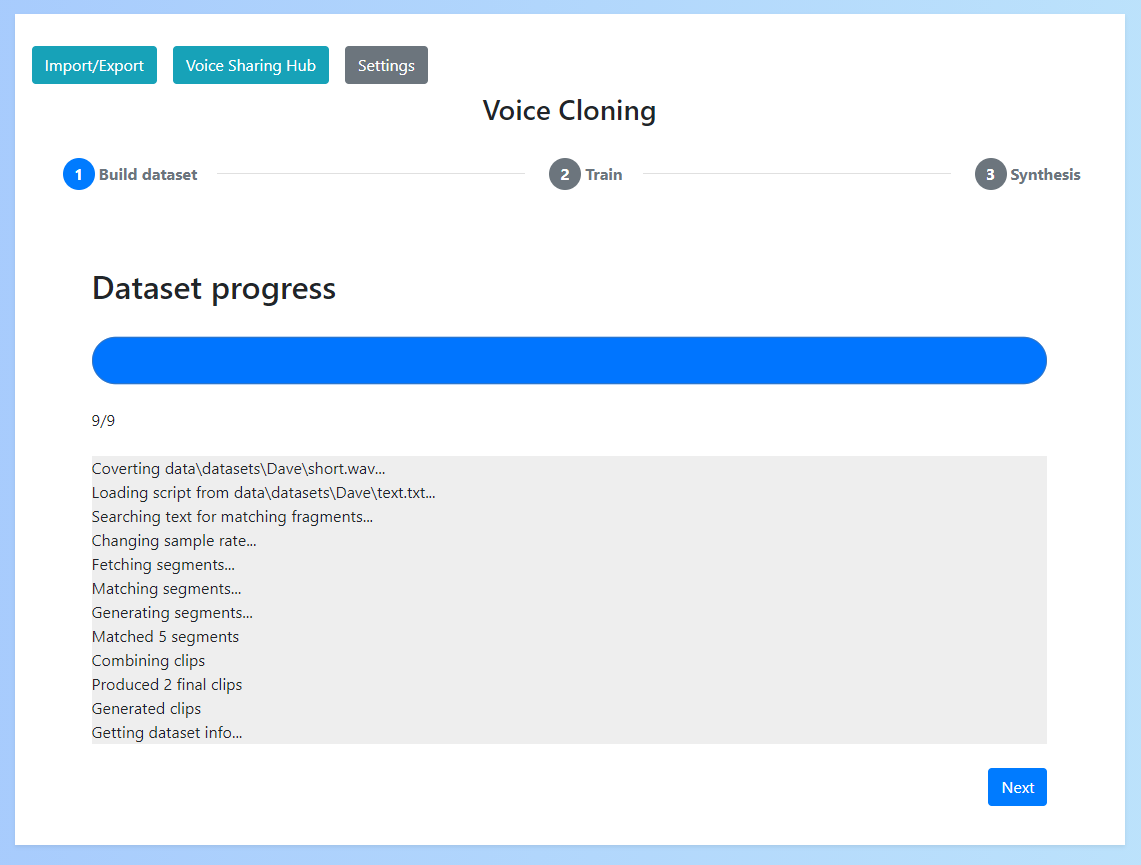 Import/Export Voice Sharing Hub Settings
Voice Cloning
1 Build dataset 2 Train 3 Synthesis
Dataset progress
9/9
Coverting data\datasets\Dave\short.wav...
Loading script from data\datasets\Dave\text.txt...
Searching text for matching fragments...
Changing sample rate...
Fetching segments...
Matching segments...
Generating segments...
Matched 5 segments
Combining clips
Produced 2 final clips
Generated clips
Getting dataset info...
Next